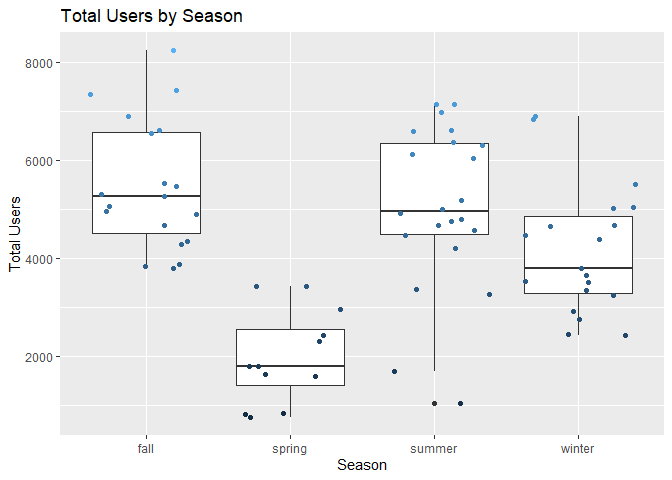 Total Users by Season
Total Users
8000
6000
4000
2000
fall spring summer winter
Season